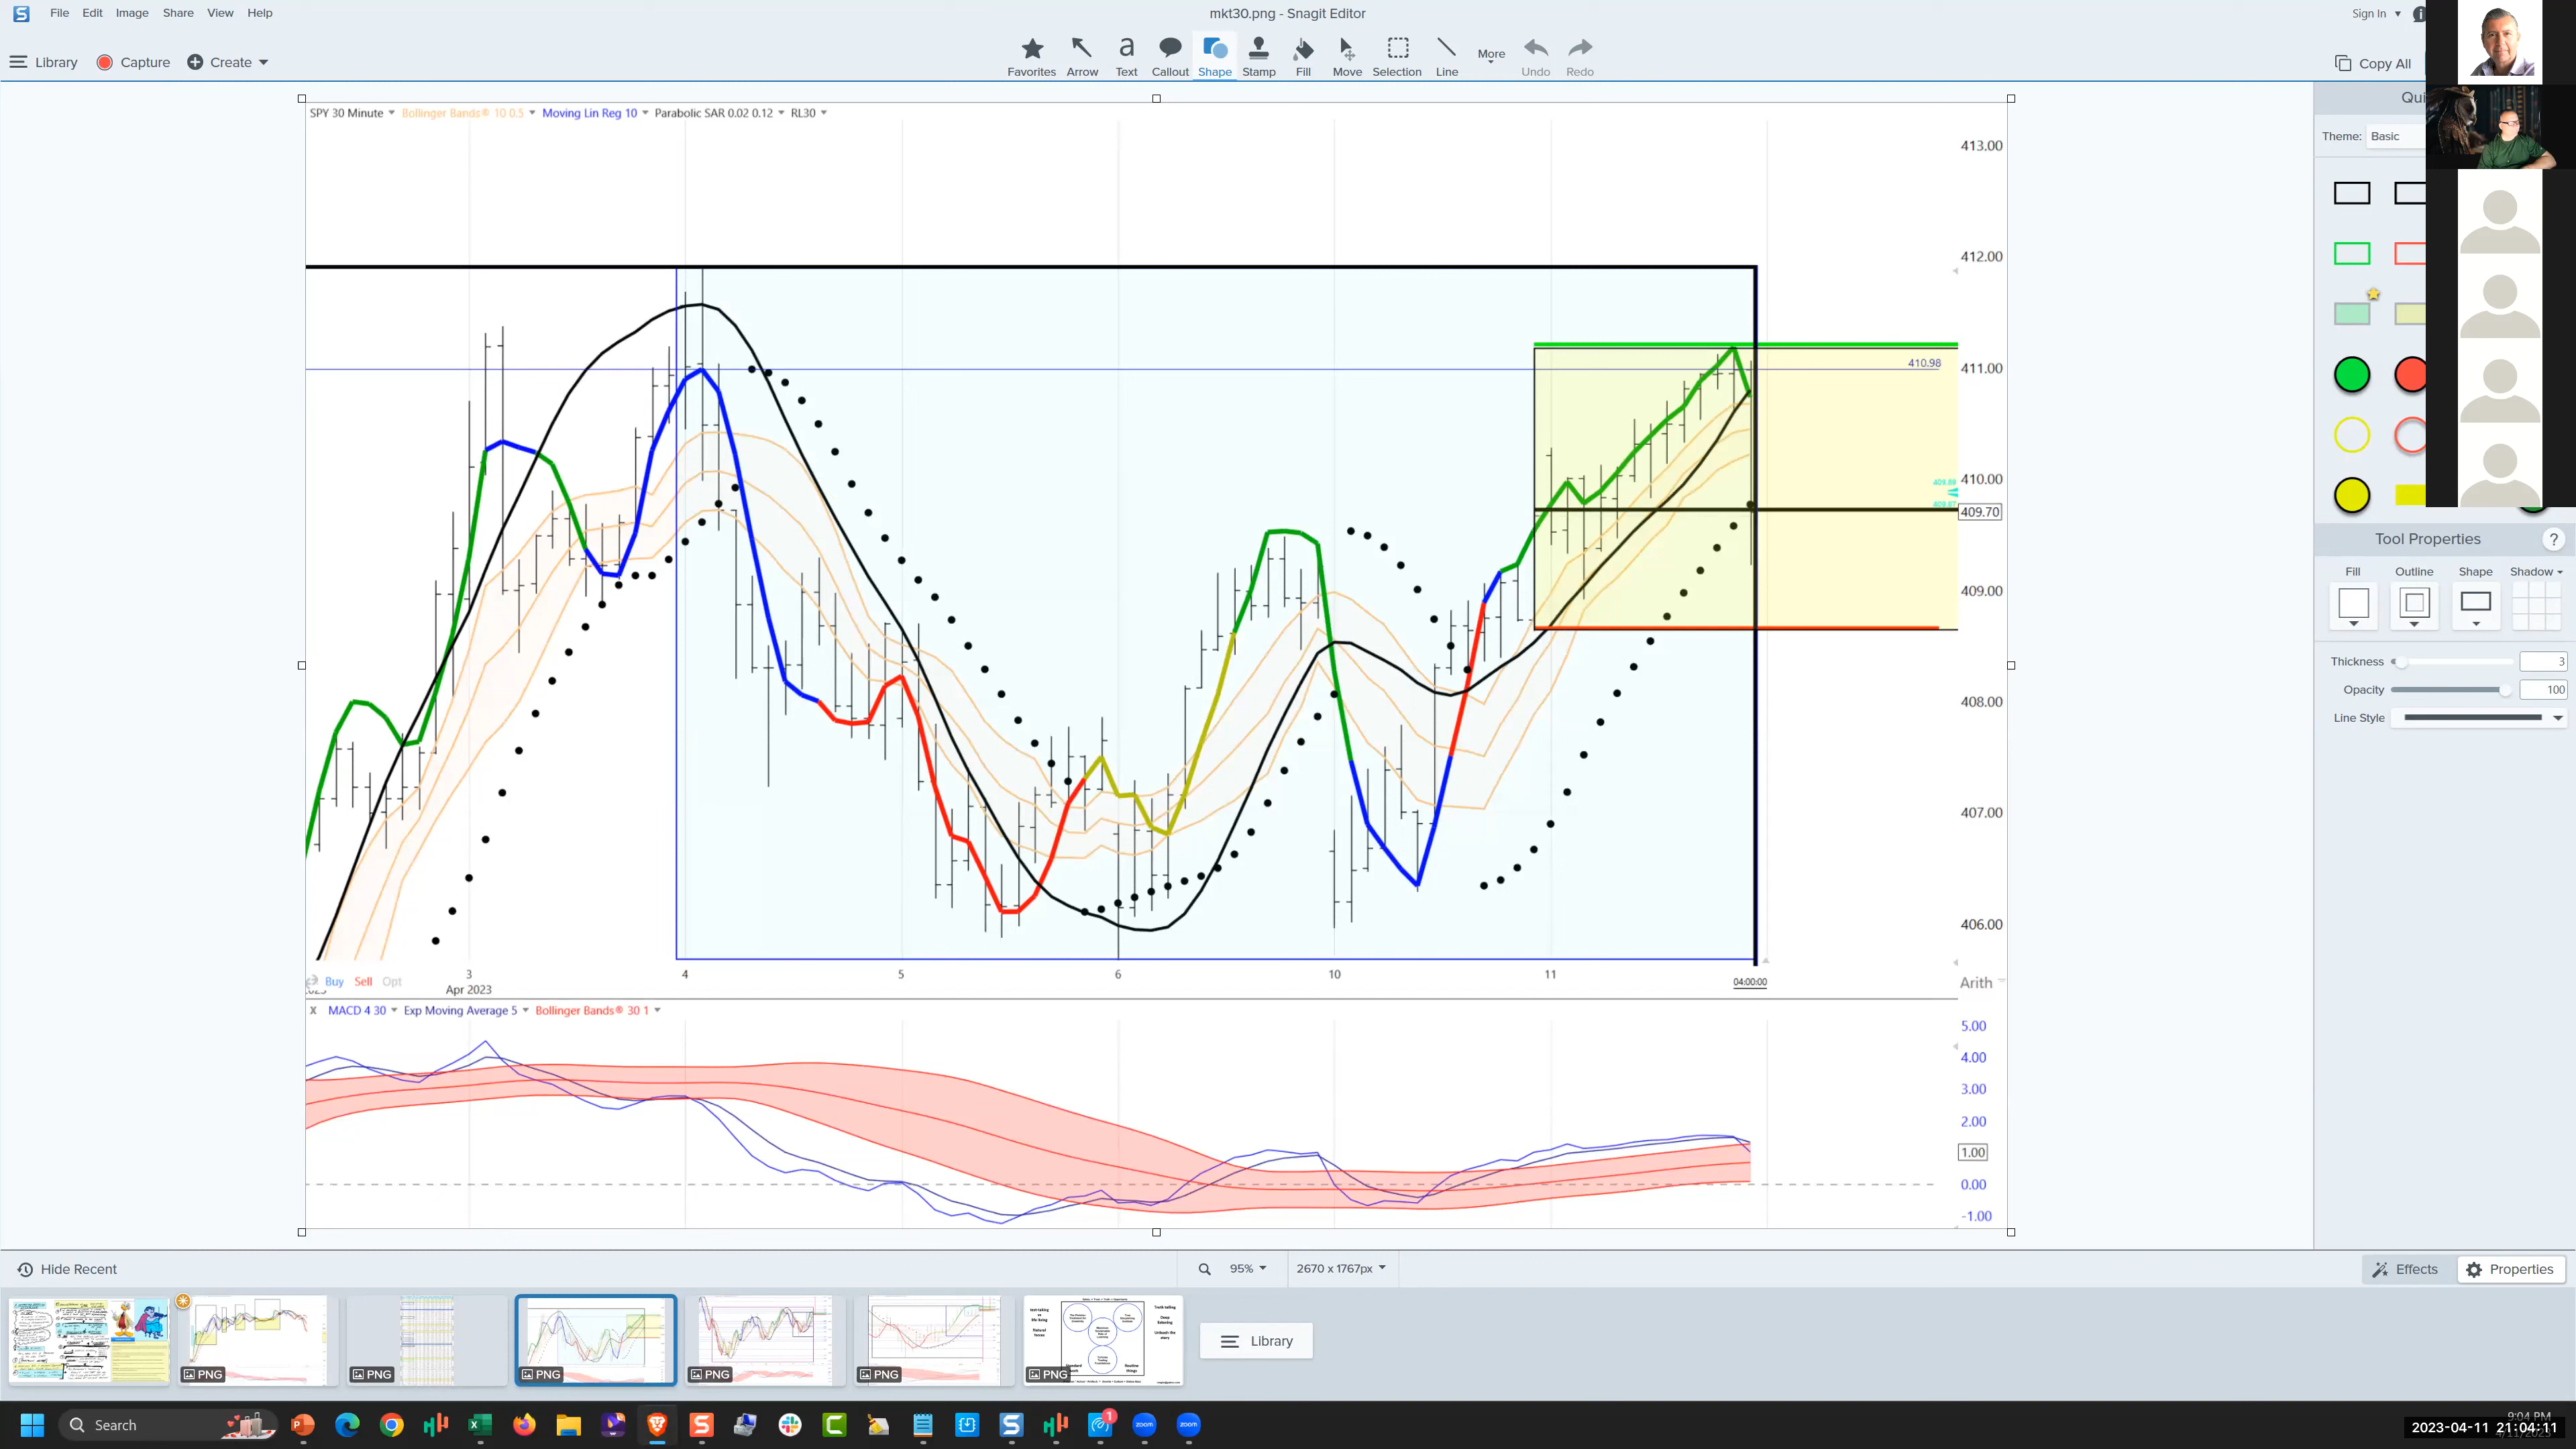 File Edit Image Share View Help
mkt30.png - Snagit Editor
Sign In
Library Capture Create
Favorites Arrow Text Callout Shape Stamp Fill Move Selection Line More Undo Redo
Copy All
SPY 30 Minute Bollinger Bands® 10 0.5 Moving Lin Reg 10 Parabolic SAR 0.02 0.12 RL30
Theme: Basic
413.00
412.00
410.98
411.00
410.00
409.70
409.00
408.00
407.00
406.00
3 4 5 6 10 11
Buy Sell Opt
Apr 2023
04:00:00
Arith
X MACD 4 30 Exp Moving Average 5 Bollinger Bands® 30 1
5.00
4.00
3.00
2.00
1.00
0.00
-1.00
Tool Properties ?
Fill Outline Shape Shadow
Thickness 3
Opacity 100
Line Style
Hide Recent
95% 2670 x 1767px
Effects Properties
PNG PNG PNG PNG PNG PNG
Library
Search
2023-04-11 21:04:11